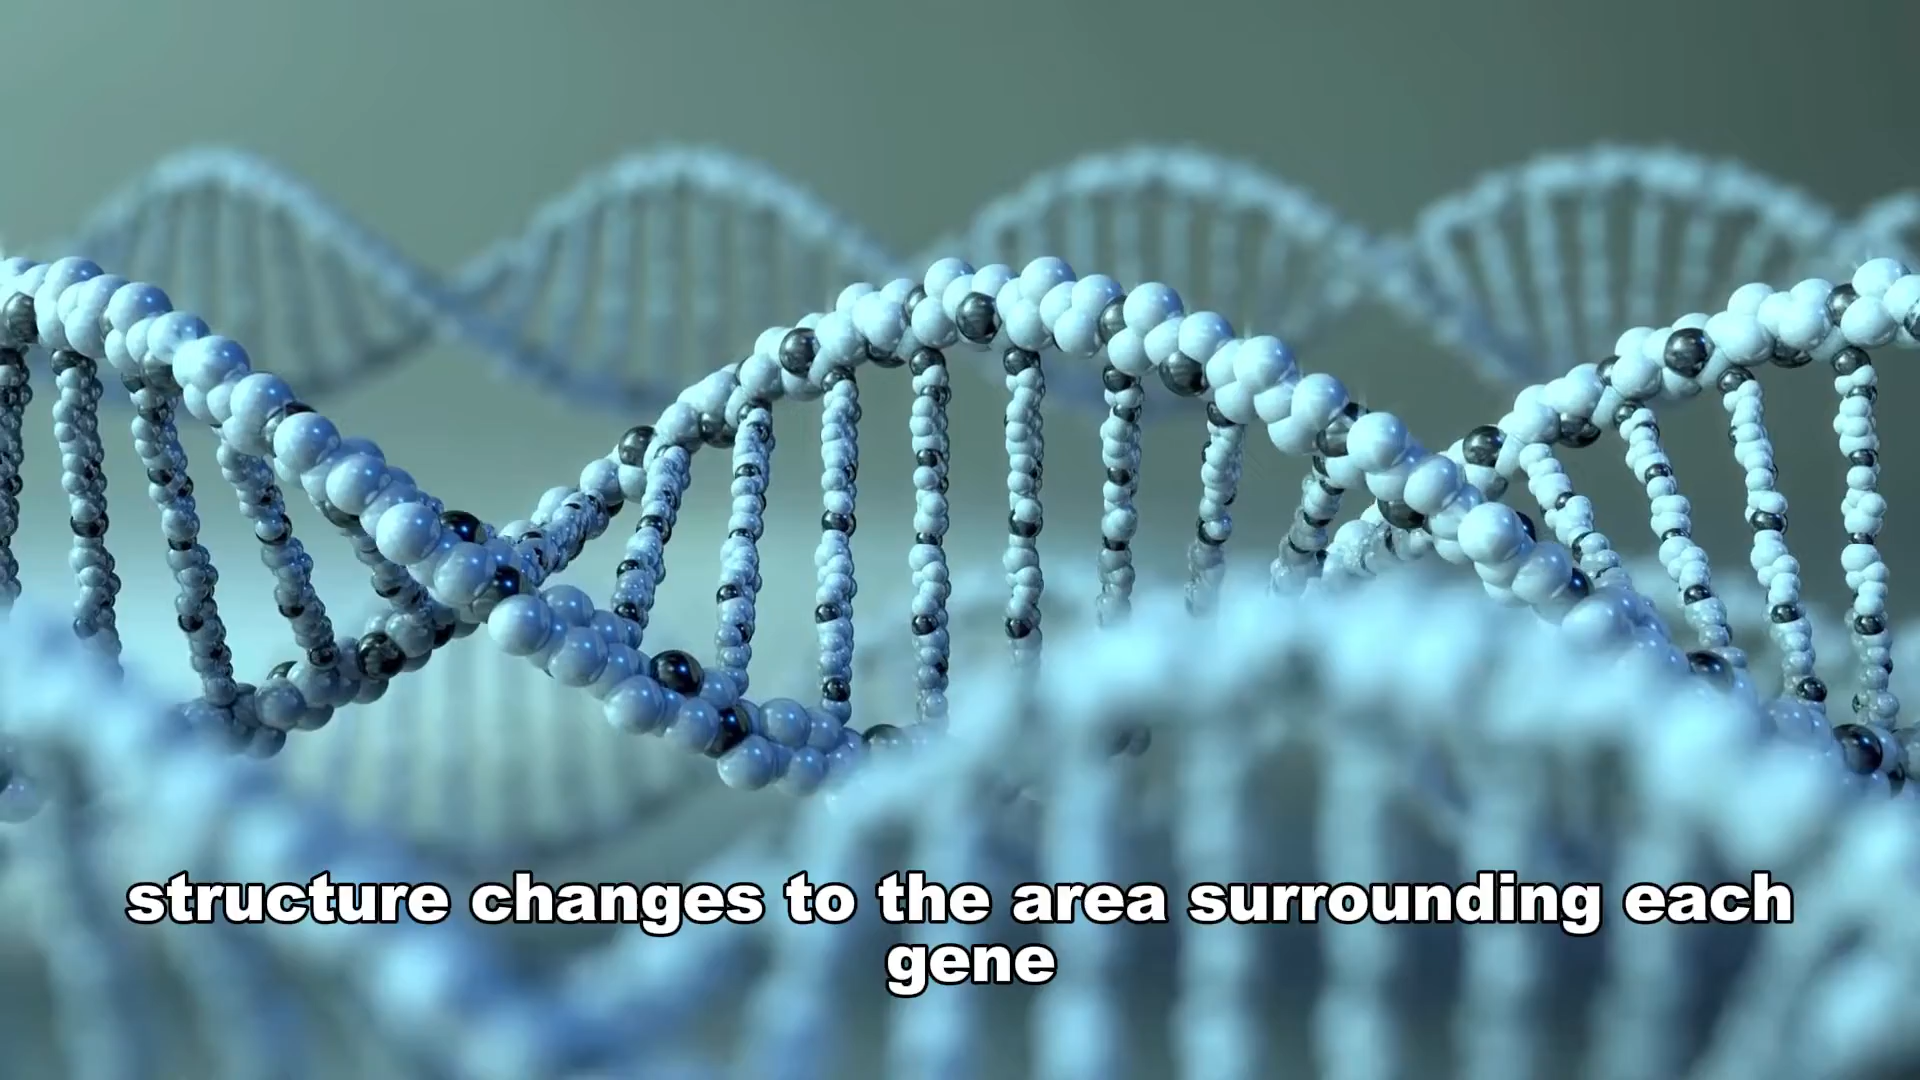 structure changes to the area surrounding each
gene